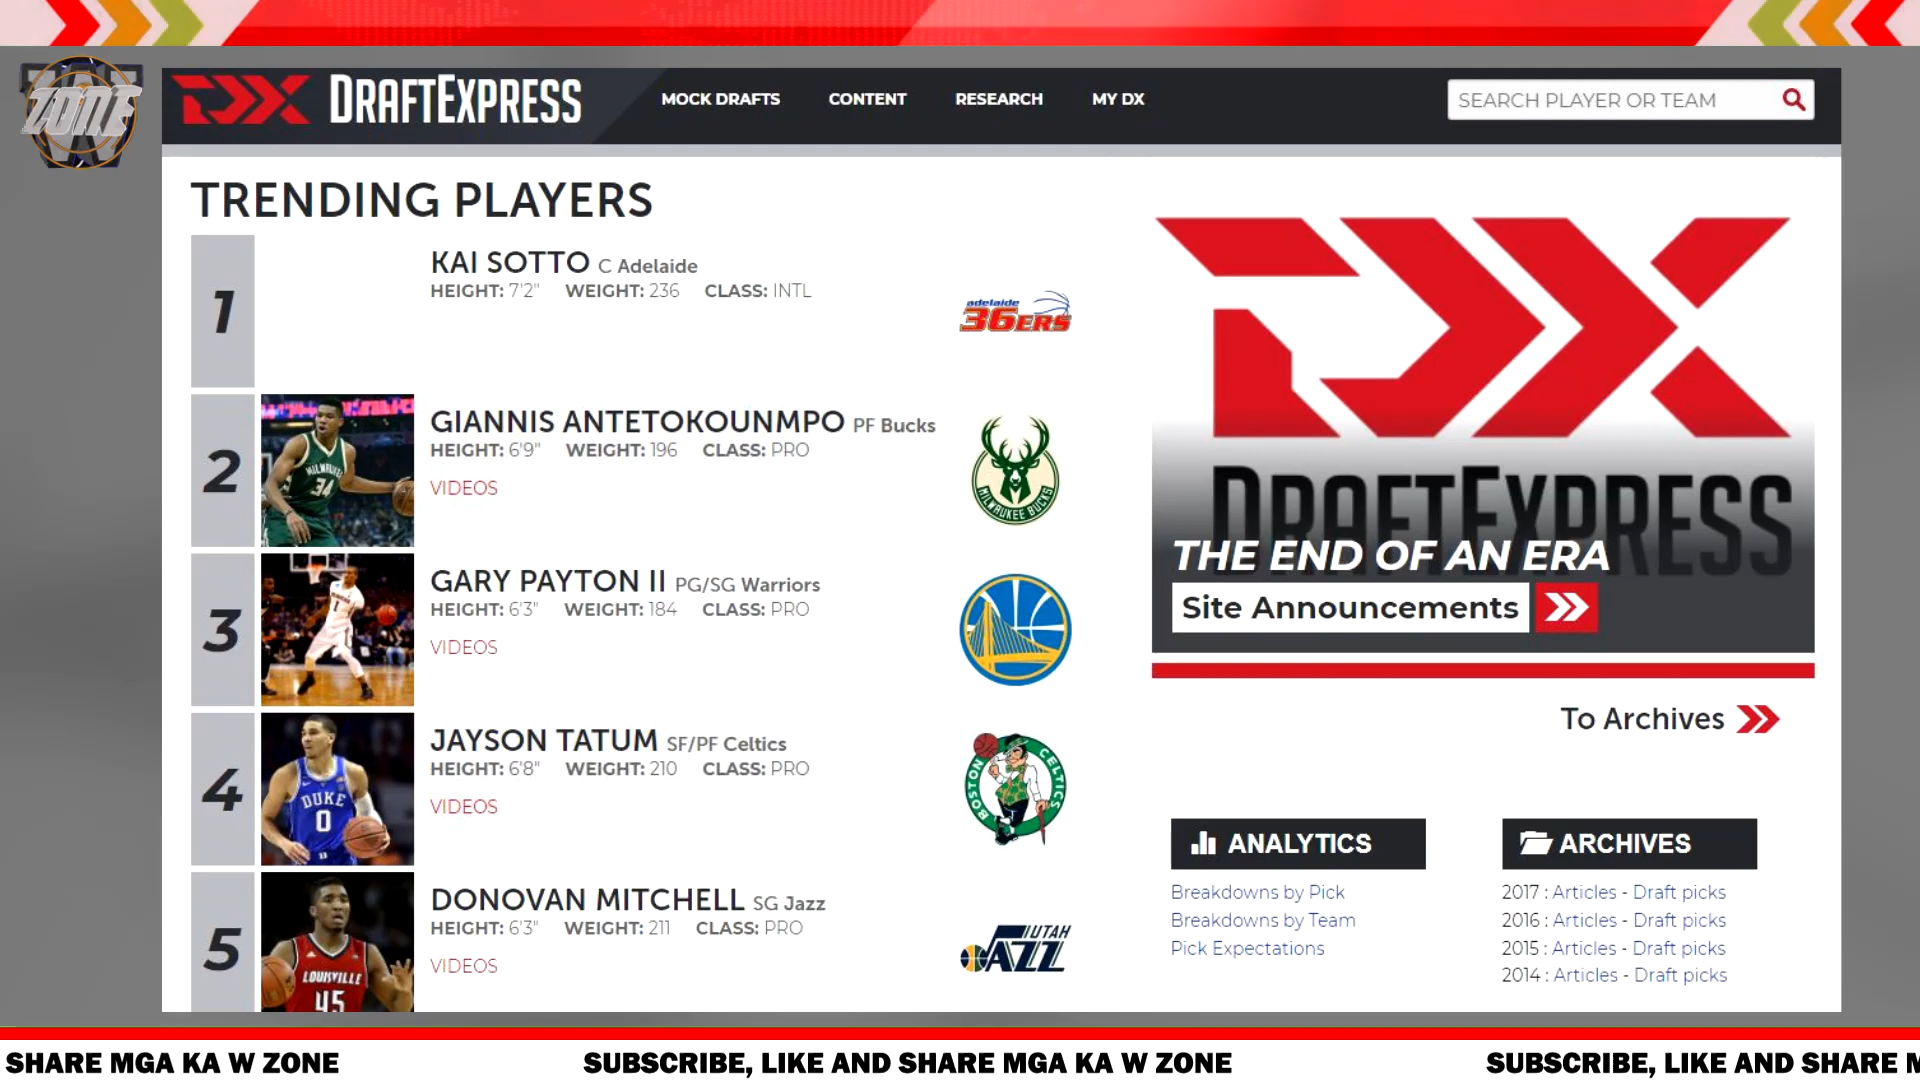 ZONE
DRAFTEXPRESS
MOCK DRAFTS
CONTENT
RESEARCH
MY DX
SEARCH PLAYER OR TEAM
TRENDING PLAYERS
1
KAI SOTTO C Adelaide
HEIGHT: 7'2" WEIGHT: 236 CLASS: INTL
adelaide
36ERS
2
MILWAUKEE
34
GIANNIS ANTETOKOUNMPO PF Bucks
HEIGHT: 6'9" WEIGHT: 196 CLASS: PRO
VIDEOS
MILWAUKEE BUCKS
3
1
GARY PAYTON II PG/SG Warriors
HEIGHT: 6'3" WEIGHT: 184 CLASS: PRO
VIDEOS
4
DUKE
0
JAYSON TATUM SF/PF Celtics
HEIGHT: 6'8" WEIGHT: 210 CLASS: PRO
VIDEOS
BOSTON CELTICS
5
LOUISVILLE
45
DONOVAN MITCHELL SG Jazz
HEIGHT: 6'3" WEIGHT: 211 CLASS: PRO
VIDEOS
UTAH
JAZZ
DRAFTEXPRESS
THE END OF AN ERA
Site Announcements
To Archives
ANALYTICS
Breakdowns by Pick
Breakdowns by Team
Pick Expectations
ARCHIVES
2017 : Articles - Draft picks
2016 : Articles - Draft picks
2015 : Articles - Draft picks
2014 : Articles - Draft picks
SHARE MGA KA W ZONE
SUBSCRIBE, LIKE AND SHARE MGA KA W ZONE
SUBSCRIBE, LIKE AND SHARE M